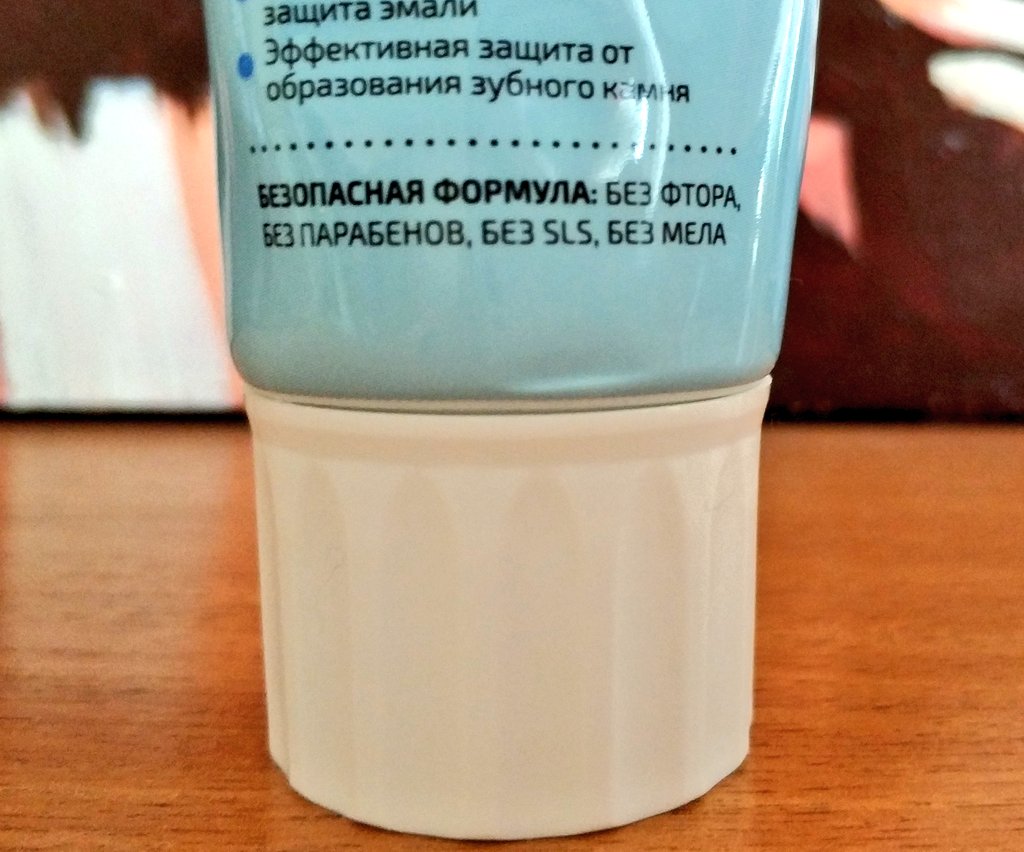 защита эмали
Эффективная защита от
образования зубного камня
БЕЗОПАСНАЯ ФОРМУЛА: БЕЗ ФТОРА,
БЕЗ ПАРАБЕНОВ, БЕЗ SLS, БЕЗ МЕЛА